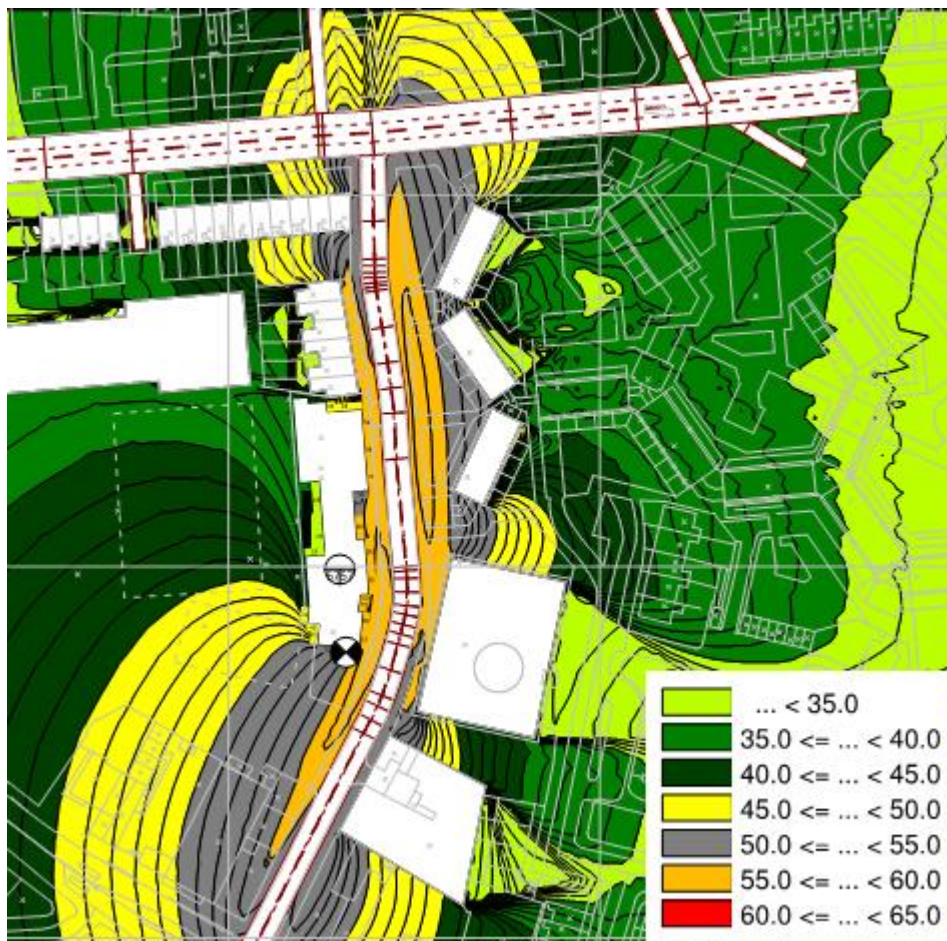 ... < 35.0
35.0 <= ... < 40.0
40.0 <= ... < 45.0
45.0 <= ... < 50.0
50.0 <= ... < 55.0
55.0 <= ... < 60.0
60.0 <= ... < 65.0